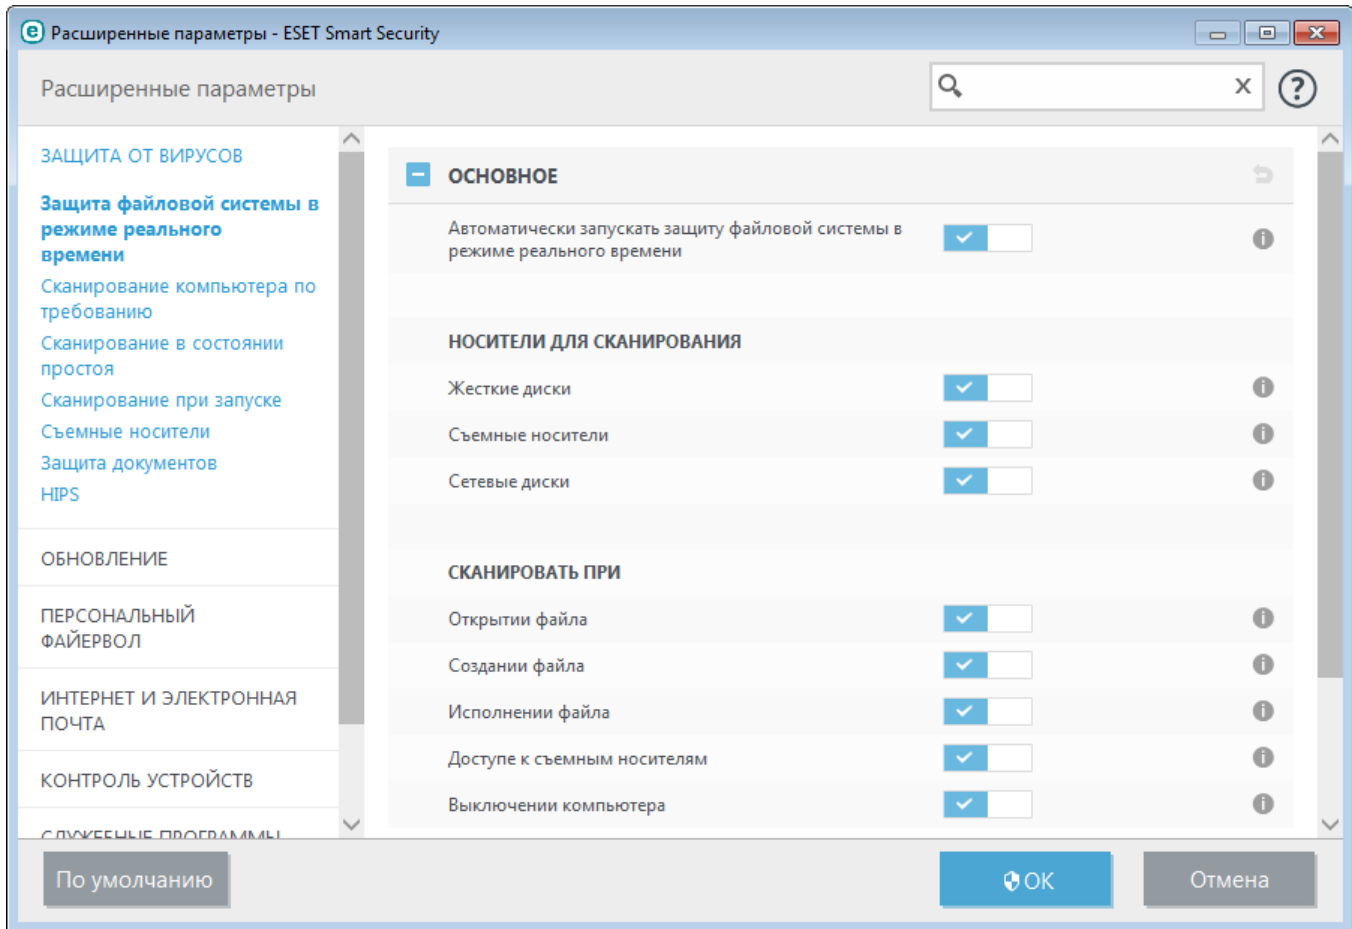 Расширенные параметры - ESET Smart Security
Расширенные параметры
ЗАЩИТА ОТ ВИРУСОВ
Защита файловой системы в
режиме реального
времени
Сканирование компьютера по
требованию
Сканирование в состоянии
простоя
Сканирование при запуске
Съемные носители
Защита документов
HIPS
ОБНОВЛЕНИЕ
ПЕРСОНАЛЬНЫЙ
ФАЙЕРВОЛ
ИНТЕРНЕТ И ЭЛЕКТРОННАЯ
ПОЧТА
КОНТРОЛЬ УСТРОЙСТВ
СЛУЖЕБНЫЕ ПРОГРАММЫ
ОСНОВНОЕ
Автоматически запускать защиту файловой системы в
режиме реального времени
НОСИТЕЛИ ДЛЯ СКАНИРОВАНИЯ
Жесткие диски
Съемные носители
Сетевые диски
СКАНИРОВАТЬ ПРИ
Открытии файла
Создании файла
Исполнении файла
Доступе к съемным носителям
Выключении компьютера
По умолчанию
ОК
Отмена